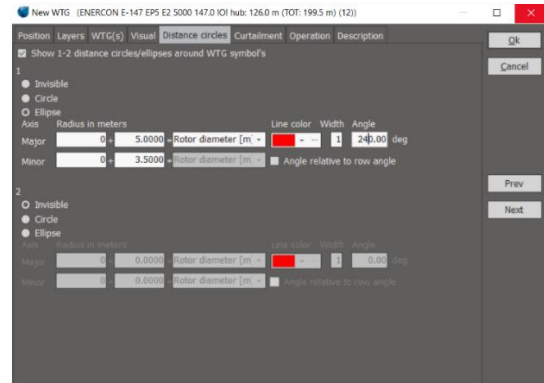 New WTG (ENERCON E-147 EP5 E2 5000 147.0 !O! hub: 126.0 m (TOT: 199.5 m) (12))
Position Layers WTG(s) Visual Distance circles Curtailment Operation Description
Ok
Show 1-2 distance circles/ellipses around WTG symbol's
Cancel
1
Invisible
Circle
Ellipse
Axis Radius in meters Line color Width Angle
Major 0 + 5.0000 * Rotor diameter [m] 1 240.00 deg
Minor 0 + 3.5000 * Rotor diameter [m] Angle relative to row angle
Prev
2
Invisible
Next
Circle
Ellipse
Axis Radius in meters Line color Width Angle
Major 0 + 0.0000 * Rotor diameter [m] 1 0.00 deg
Minor 0 + 0.0000 * Rotor diameter [m] Angle relative to row angle